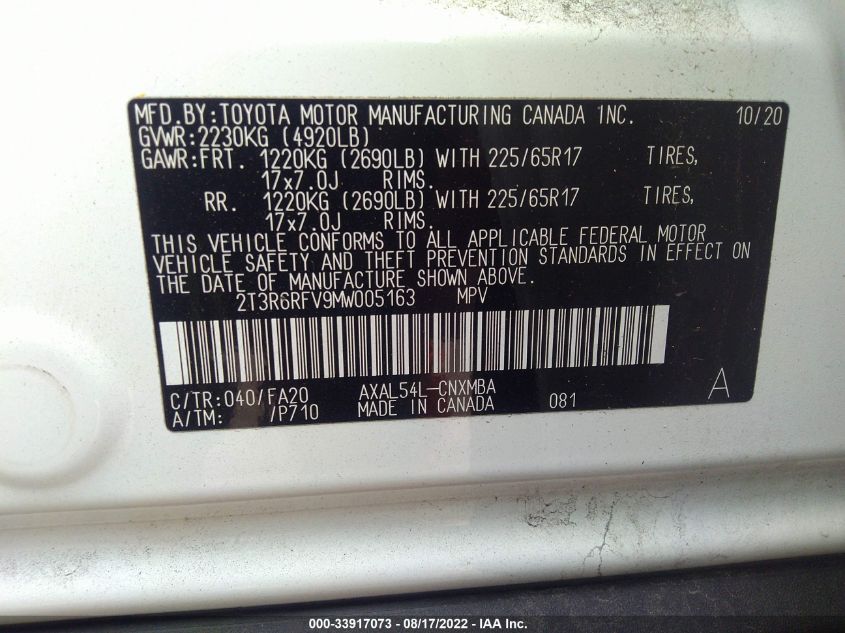 MFD.BY:TOYOTA MOTOR MANUFACTURING CANADA INC. 10/20
GVWR:2230KG (4920LB)
GAWR:FRT. 1220KG (2690LB) WITH 225/65R17 TIRES,
17x7.0J RIMS.
RR. 1220KG (2690LB) WITH 225/65R17 TIRES,
17x7.0J RIMS.
THIS VEHICLE CONFORMS TO ALL APPLICABLE FEDERAL MOTOR
VEHICLE SAFETY AND THEFT PREVENTION STANDARDS IN EFFECT ON
THE DATE OF MANUFACTURE SHOWN ABOVE.
2T3R6RFV9MW005163 MPV
C/TR:040/FA20 AXAL54L-CNXMBA A
A/TM: /P710 MADE IN CANADA 081
000-33917073 - 08/17/2022 - IAA Inc.